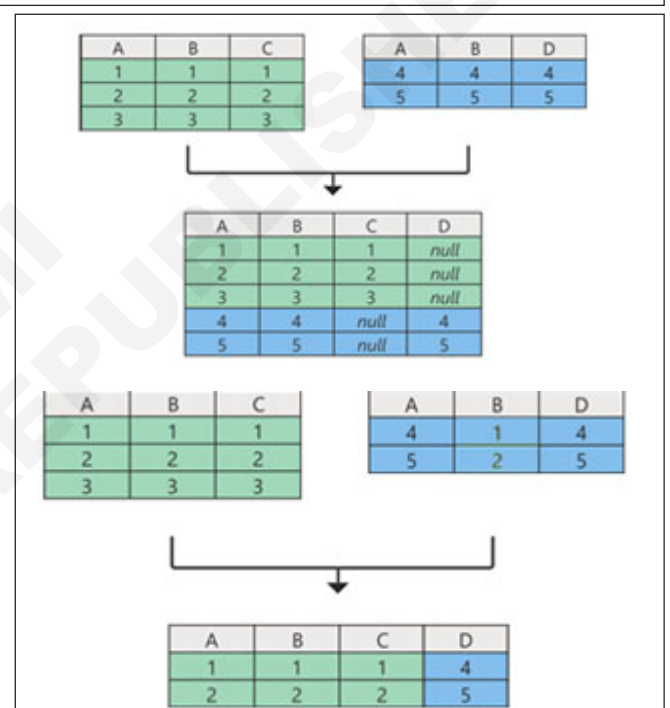 A B C A B D
1 1 1 4 4 4
2 2 2 5 5 5
3 3 3
A B C D
1 1 1 null
2 2 2 null
3 3 3 null
4 4 null 4
5 5 null 5
A B C A B D
1 1 1 4 1 4
2 2 2 5 2 5
3 3 3
A B C D
1 1 1 4
2 2 2 5